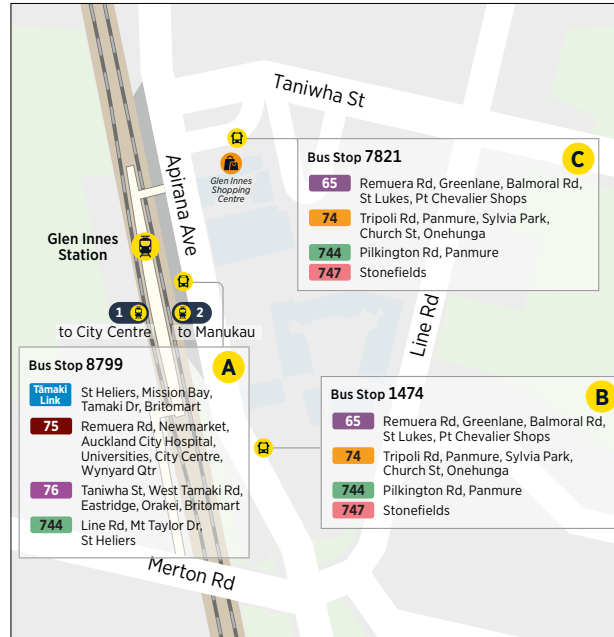 Taniwha St
Bus Stop 7821
C
65
Remuera Rd, Greenlane, Balmoral Rd,
St Lukes, Pt Chevalier Shops
74
Tripoli Rd, Panmure, Sylvia Park,
Church St, Onehunga
744
Pilkington Rd, Panmure
747
Stonefields
Glen Innes
Shopping
Centre
Apirana Ave
Glen Innes
Station
1
2
to City Centre
to Manukau
Line Rd
Bus Stop 8799
A
Tāmaki
Link
St Heliers, Mission Bay,
Tamaki Dr, Britomart
75
Remuera Rd, Newmarket,
Auckland City Hospital,
Universities, City Centre,
Wynyard Qtr
76
Taniwha St, West Tamaki Rd,
Eastridge, Orakei, Britomart
744
Line Rd, Mt Taylor Dr,
St Heliers
Bus Stop 1474
B
65
Remuera Rd, Greenlane, Balmoral Rd,
St Lukes, Pt Chevalier Shops
74
Tripoli Rd, Panmure, Sylvia Park,
Church St, Onehunga
744
Pilkington Rd, Panmure
747
Stonefields
Merton Rd